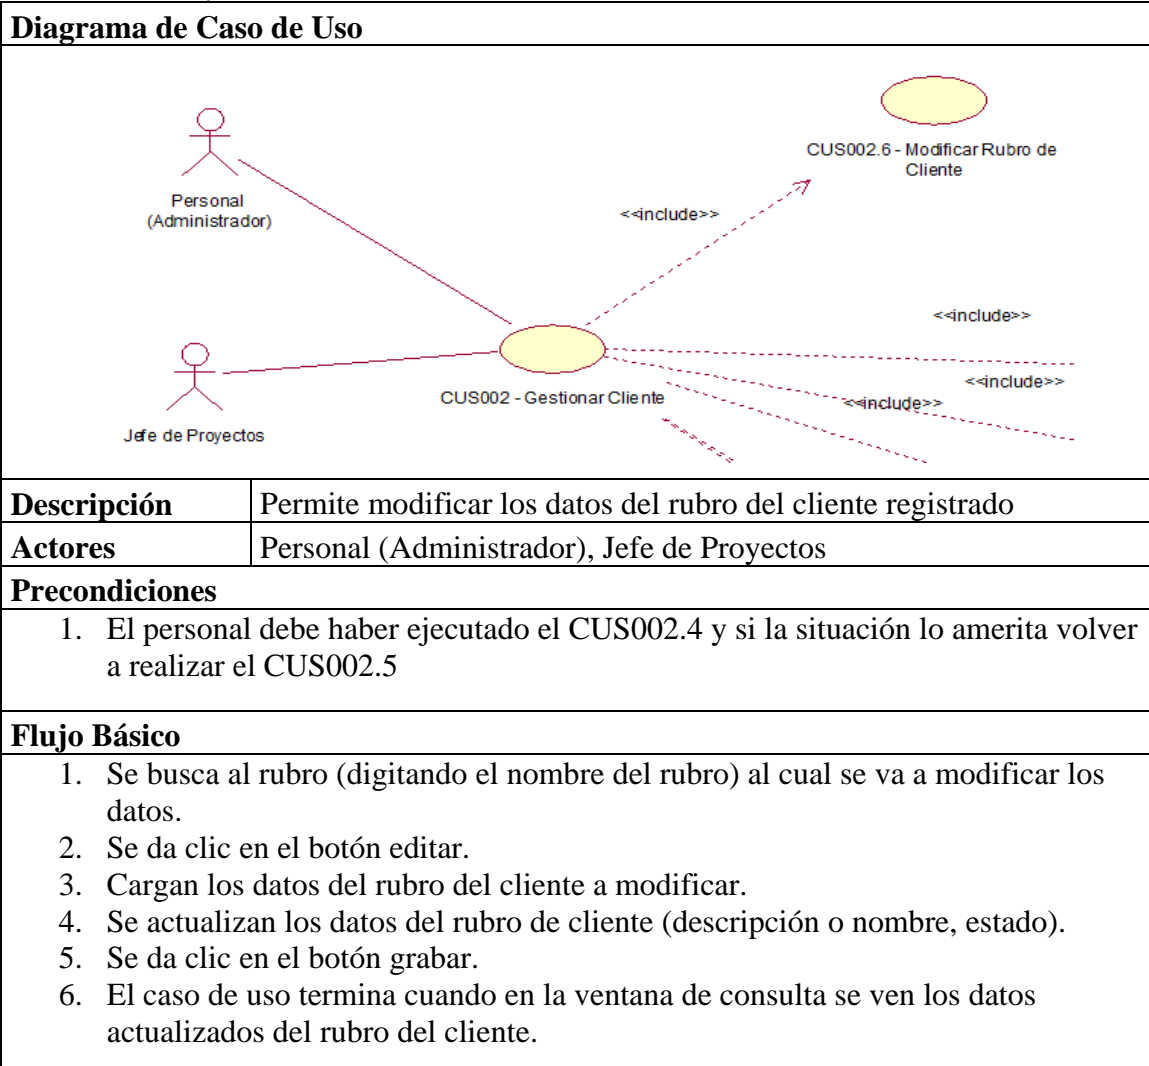 Diagrama de Caso de Uso
CUS002.6 - Modificar Rubro de
Cliente
Personal
(Administrador)
<<include>>
<<include>>
<<include>>
<<include>>
CUS002 - Gestionar Cliente
Jefe de Proyectos
Descripción Permite modificar los datos del rubro del cliente registrado
Actores Personal (Administrador), Jefe de Proyectos
Precondiciones
1. El personal debe haber ejecutado el CUS002.4 y si la situación lo amerita volver
a realizar el CUS002.5
Flujo Básico
1. Se busca al rubro (digitando el nombre del rubro) al cual se va a modificar los
datos.
2. Se da clic en el botón editar.
3. Cargan los datos del rubro del cliente a modificar.
4. Se actualizan los datos del rubro de cliente (descripción o nombre, estado).
5. Se da clic en el botón grabar.
6. El caso de uso termina cuando en la ventana de consulta se ven los datos
actualizados del rubro del cliente.